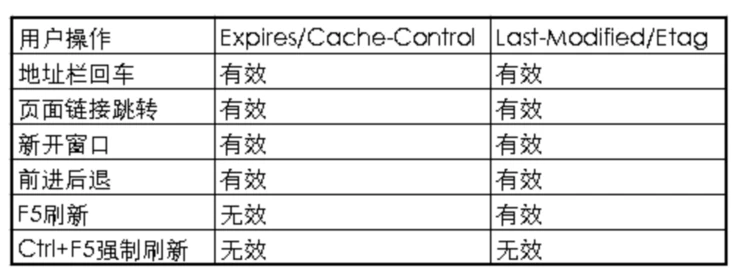 用户操作 Expires/Cache-Control Last-Modified/Etag
地址栏回车 有效 有效
页面链接跳转 有效 有效
新开窗口 有效 有效
前进后退 有效 有效
F5刷新 无效 有效
Ctrl+F5强制刷新 无效 无效